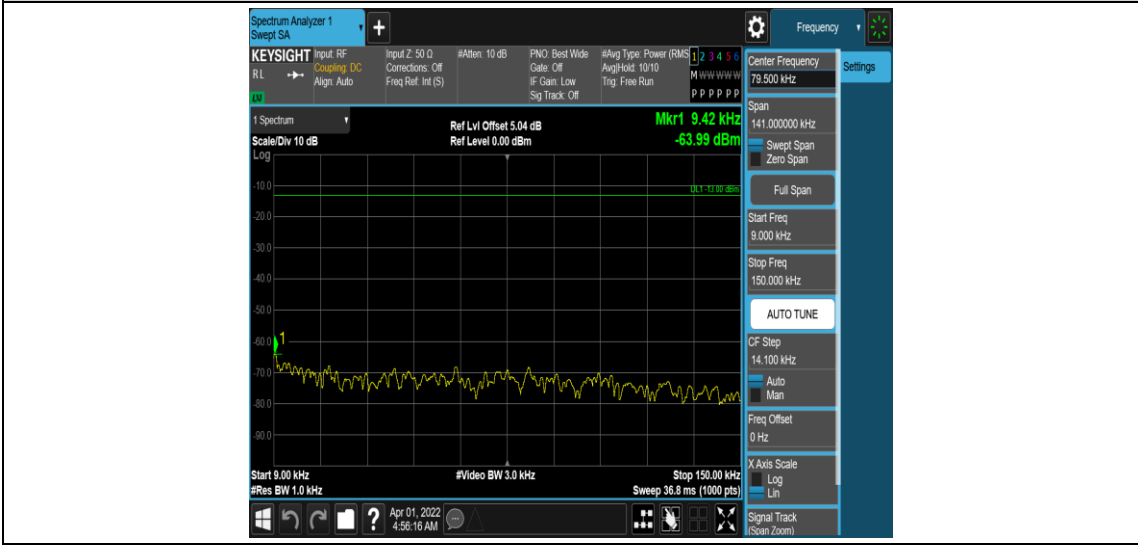 Spectrum Analyzer 1
Swept SA
+
Frequency
KEYSIGHT
RL
Input: RF
Coupling: DC
Align: Auto
Input Z: 50 Ω
Corrections: Off
Freq Ref: Int (S)
#Atten: 10 dB
PNO: Best Wide
Gate: Off
IF Gain: Low
Sig Track: Off
#Avg Type: Power (RMS
Avg|Hold: 10/10
Trig: Free Run
1 2 3 4 5 6
M W W W W W
P P P P P P
1 Spectrum
Scale/Div 10 dB
Log
Ref Lvl Offset 5.04 dB
Ref Level 0.00 dBm
Mkr1 9.42 kHz
-63.99 dBm
DL1 -13.00 dBm
-10.0
-20.0
-30.0
-40.0
-50.0
-60.0
-70.0
-80.0
-90.0
1
Start 9.00 kHz
#Res BW 1.0 kHz
#Video BW 3.0 kHz
Stop 150.00 kHz
Sweep 36.8 ms (1000 pts)
Center Frequency
79.500 kHz
Settings
Span
141.000000 kHz
Swept Span
Zero Span
Full Span
Start Freq
9.000 kHz
Stop Freq
150.000 kHz
AUTO TUNE
CF Step
14.100 kHz
Auto
Man
Freq Offset
0 Hz
X Axis Scale
Log
Lin
Signal Track
(Span Zoom)
?
Apr 01, 2022
4:56:16 AM